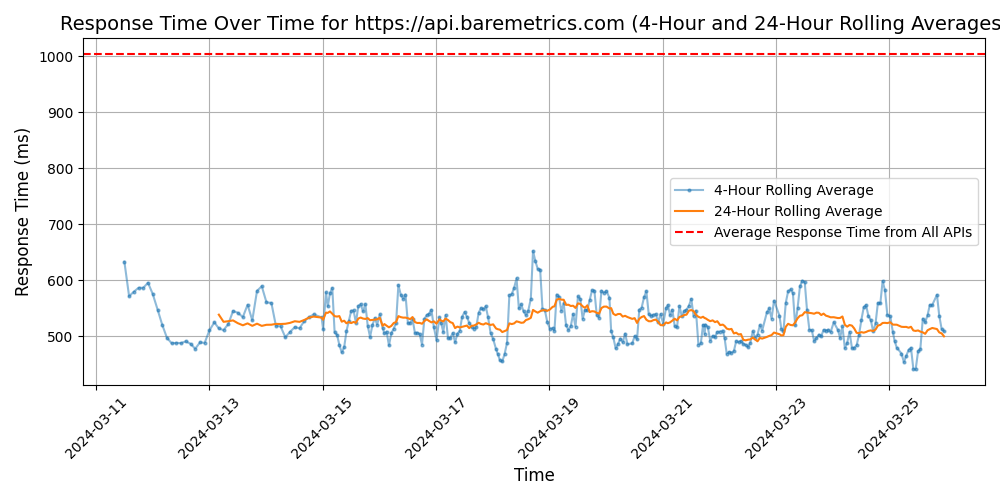 Response Time Over Time for https://api.baremetrics.com (4-Hour and 24-Hour Rolling Averages
Response Time (ms)
1000
900
800
700
600
500
4-Hour Rolling Average
24-Hour Rolling Average
Average Response Time from All APIs
2024-03-11
2024-03-13
2024-03-15
2024-03-17
2024-03-19
2024-03-21
2024-03-23
2024-03-25
Time